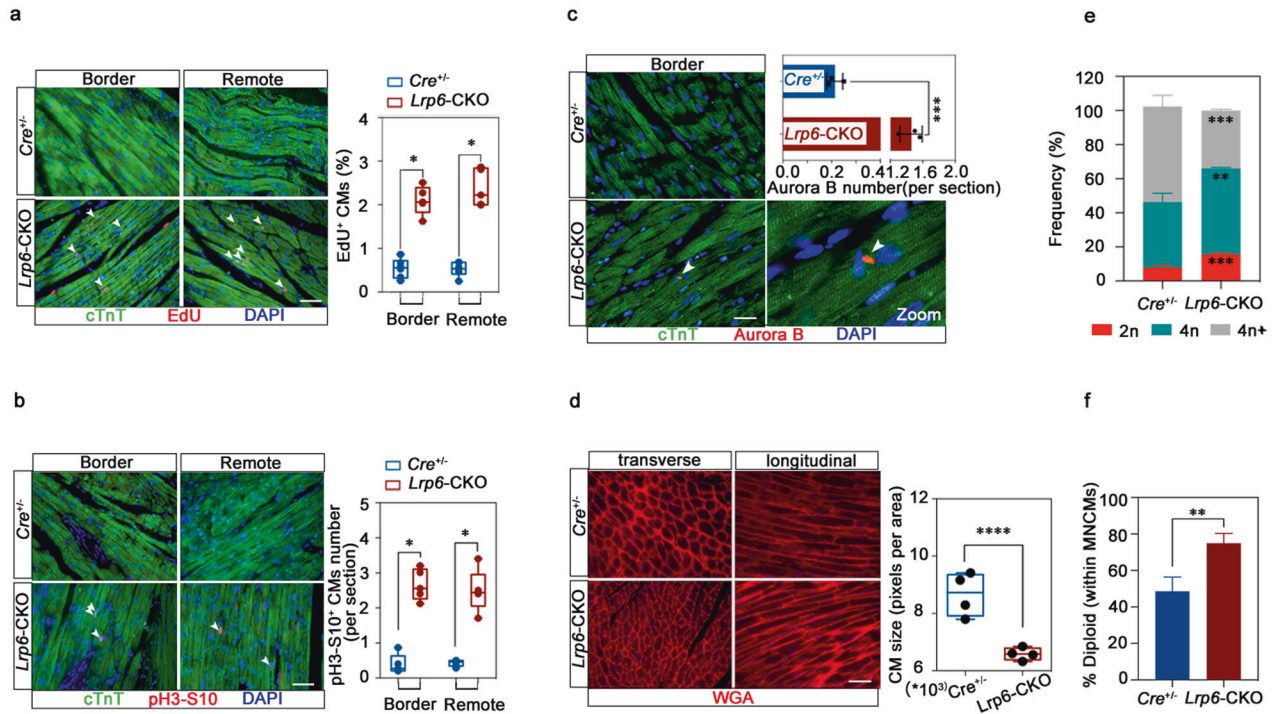 a
Border Remote
Cre+/-
Lrp6-CKO
cTnT EdU DAPI
Cre+/-
Lrp6-CKO
EdU+ CMs (%)
4
3
2
1
0
* *
Border Remote
b
Border Remote
Cre+/-
Lrp6-CKO
cTnT pH3-S10 DAPI
Cre+/-
Lrp6-CKO
pH3-S10+ CMs number
(per section)
5
4
3
2
1
0
* *
Border Remote
c
Border
Cre+/-
Lrp6-CKO
Zoom
cTnT Aurora B DAPI
Cre+/-
Lrp6-CKO
***
0.0 0.2 0.4 1.2 1.6 2.0
Aurora B number(per section)
d
transverse longitudinal
Cre+/-
Lrp6-CKO
WGA
CM size (pixels per area)
12
10
8
6
(*10³)
****
Cre+/- Lrp6-CKO
e
Frequency (%)
120
100
80
60
40
20
0
***
**
***
Cre+/- Lrp6-CKO
2n 4n 4n+
f
% Diploid (within MNCMs)
100
80
60
40
20
0
**
Cre+/- Lrp6-CKO